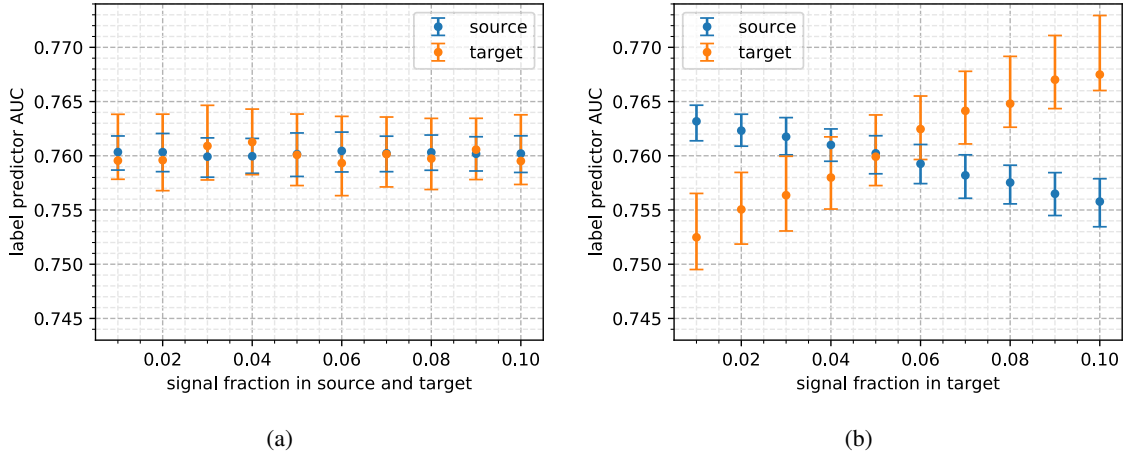 0.770
0.765
0.760
0.755
0.750
0.745
label predictor AUC
source
target
0.02 0.04 0.06 0.08 0.10
signal fraction in source and target
(a)
0.770
0.765
0.760
0.755
0.750
0.745
label predictor AUC
source
target
0.02 0.04 0.06 0.08 0.10
signal fraction in target
(b)